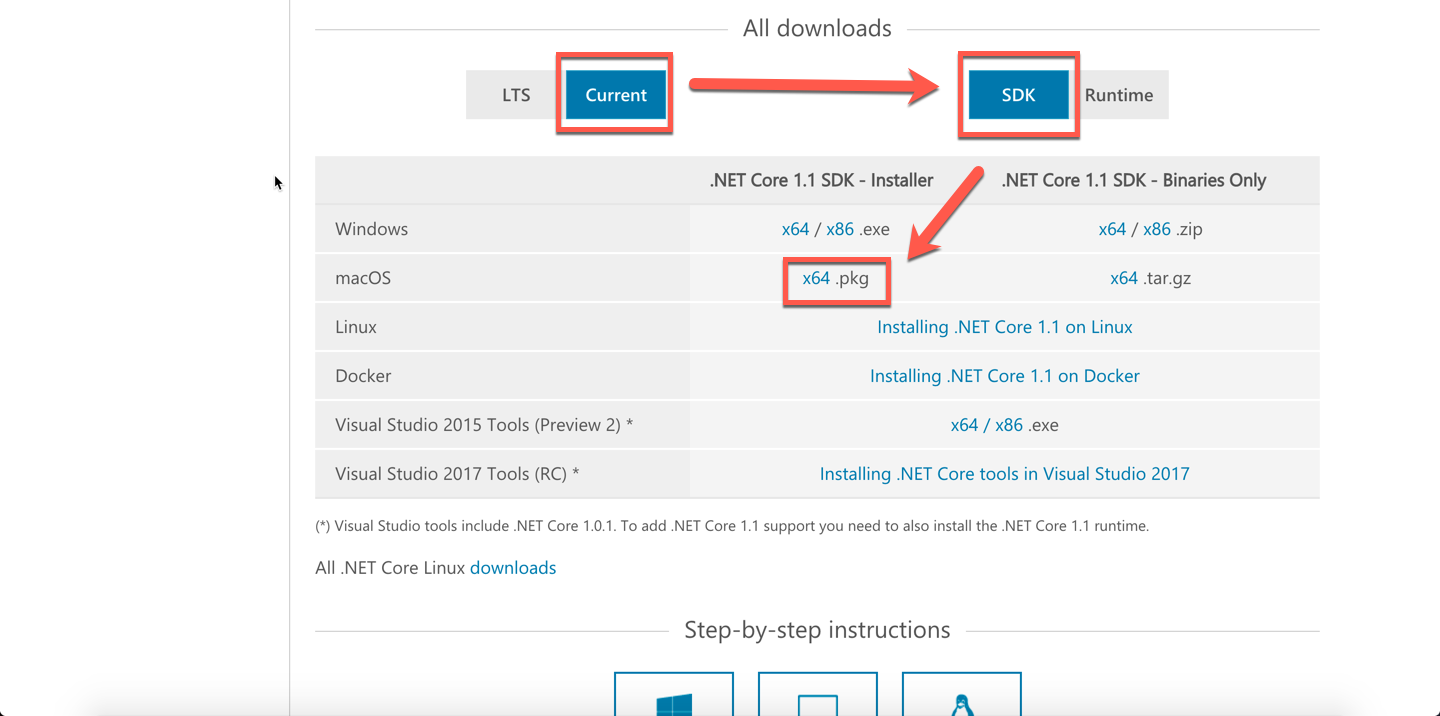 All downloads
LTS Current SDK Runtime
.NET Core 1.1 SDK - Installer .NET Core 1.1 SDK - Binaries Only
Windows x64 / x86 .exe x64 / x86 .zip
macOS x64 .pkg x64 .tar.gz
Linux Installing .NET Core 1.1 on Linux
Docker Installing .NET Core 1.1 on Docker
Visual Studio 2015 Tools (Preview 2) * x64 / x86 .exe
Visual Studio 2017 Tools (RC) * Installing .NET Core tools in Visual Studio 2017
(*) Visual Studio tools include .NET Core 1.0.1. To add .NET Core 1.1 support you need to also install the .NET Core 1.1 runtime.
All .NET Core Linux downloads
Step-by-step instructions